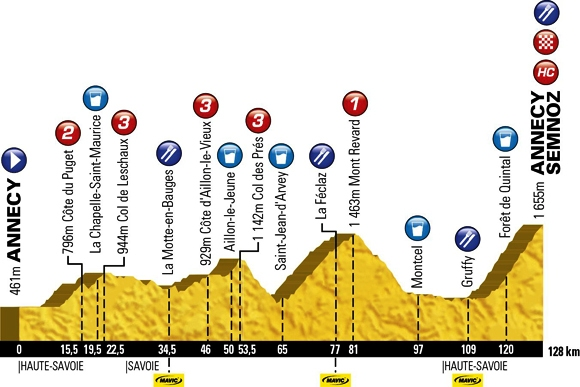 461m ANNECY
2
796m Côte du Puget
La Chapelle-Saint-Maurice
3
944m Col de Leschaux
La Motte-en-Bauges
3
929m Côte d'Aillon-le-Vieux
Aillon-le-Jeune
3
1 142m Col des Prés
Saint-Jean-d'Arvey
La Féclaz
1
1 463m Mont Revard
Montcel
Gruffy
Forêt de Quintal
HC
ANNECY
SEMNOZ
1 655m
0 15,5 19,5 22,5 34,5 46 50 53,5 65 77 81 97 109 120 128 km
|HAUTE-SAVOIE |SAVOIE |HAUTE-SAVOIE
MAVIC MAVIC MAVIC